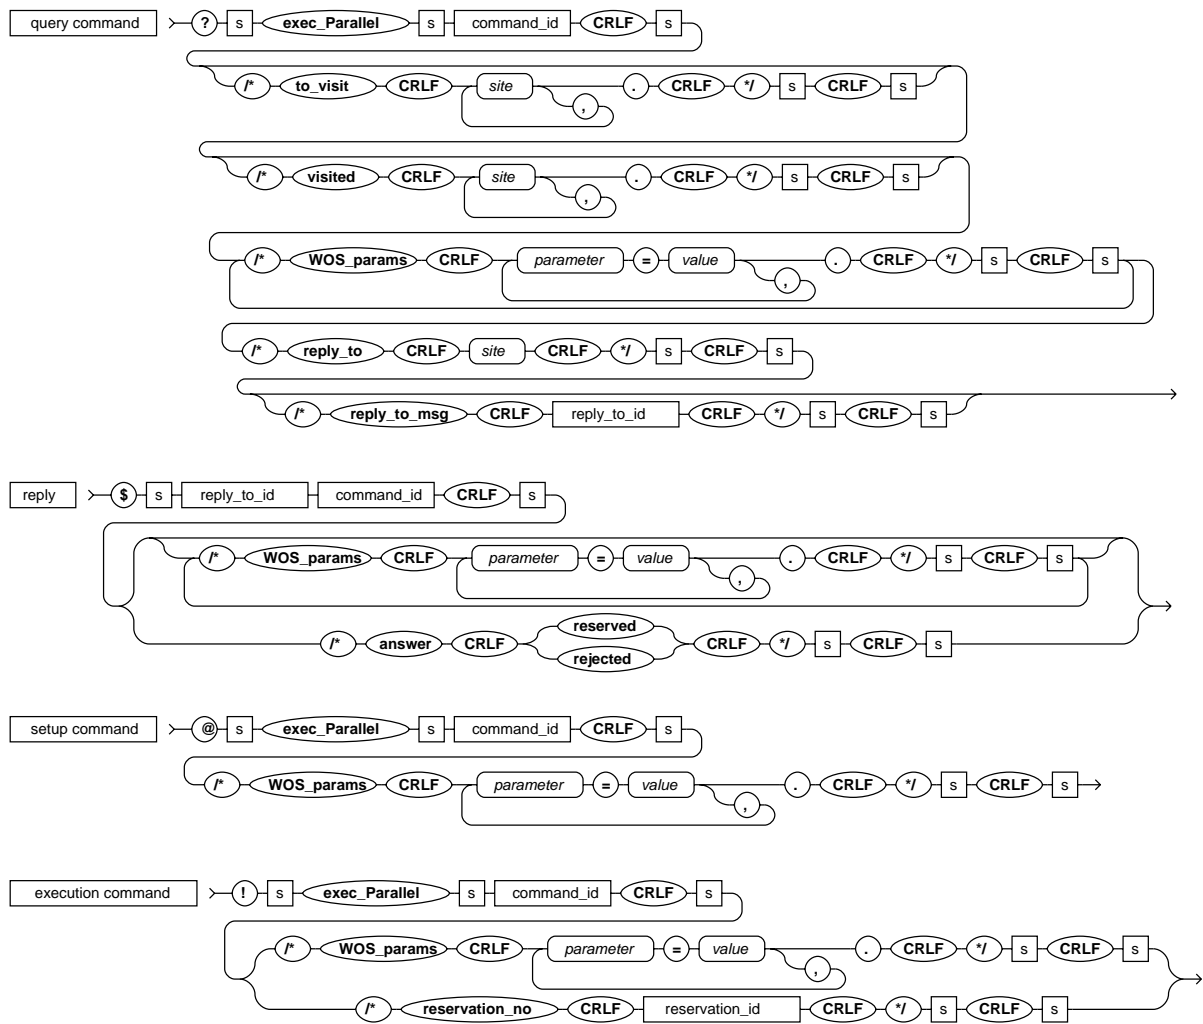 query command ? s exec_Parallel s command_id CRLF s
/* to_visit CRLF site , . CRLF */ s CRLF s
/* visited CRLF site , . CRLF */ s CRLF s
/* WOS_params CRLF parameter = value , . CRLF */ s CRLF s
/* reply_to CRLF site CRLF */ s CRLF s
/* reply_to_msg CRLF reply_to_id CRLF */ s CRLF s
reply $ s reply_to_id command_id CRLF s
/* WOS_params CRLF parameter = value , . CRLF */ s CRLF s
reserved
/* answer CRLF CRLF */ s CRLF s
rejected
setup command @ s exec_Parallel s command_id CRLF s
/* WOS_params CRLF parameter = value , . CRLF */ s CRLF s
execution command ! s exec_Parallel s command_id CRLF s
/* WOS_params CRLF parameter = value , . CRLF */ s CRLF s
/* reservation_no CRLF reservation_id CRLF */ s CRLF s